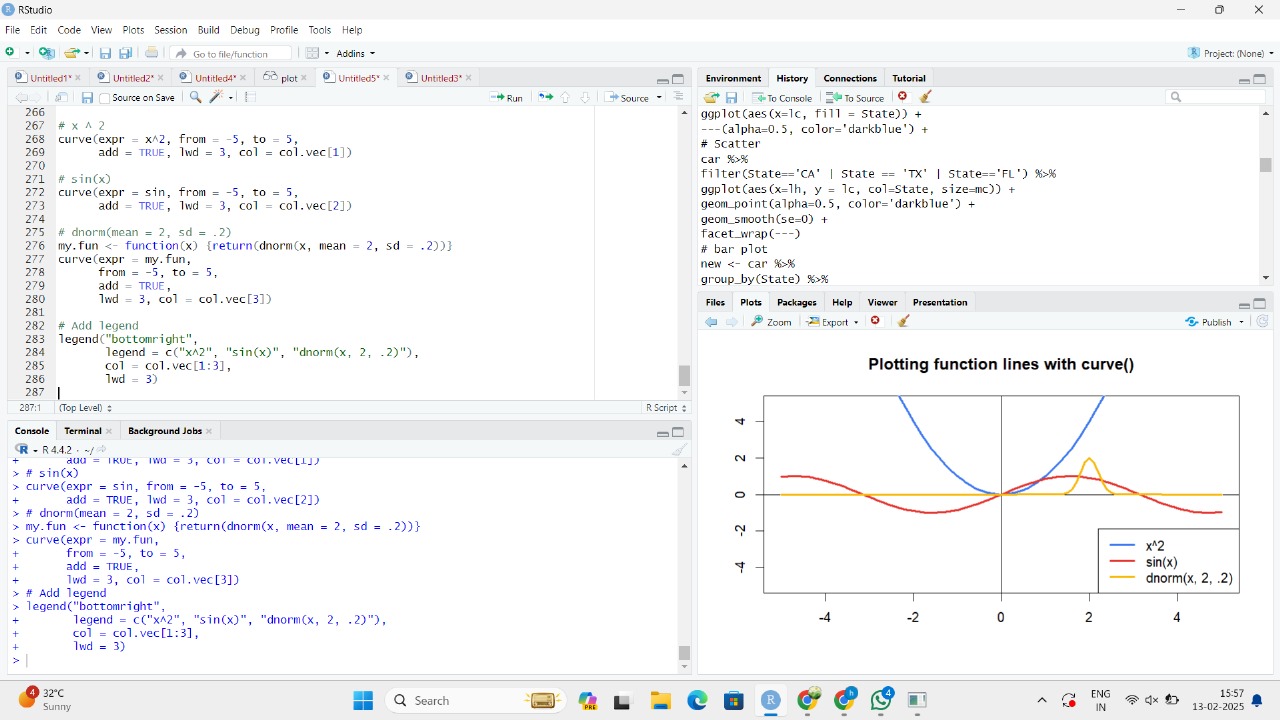 RStudio
File Edit Code View Plots Session Build Debug Profile Tools Help
Go to file/function Addins Project: (None)
Untitled1* Untitled2* Untitled4* plot Untitled5* Untitled3*
Source on Save Run Source
266
267 # x ^ 2
268 curve(expr = x^2, from = -5, to = 5,
269 add = TRUE, lwd = 3, col = col.vec[1])
270
271 # sin(x)
272 curve(expr = sin, from = -5, to = 5,
273 add = TRUE, lwd = 3, col = col.vec[2])
274
275 # dnorm(mean = 2, sd = .2)
276 my.fun <- function(x) {return(dnorm(x, mean = 2, sd = .2))}
277 curve(expr = my.fun,
278 from = -5, to = 5,
279 add = TRUE,
280 lwd = 3, col = col.vec[3])
281
282 # Add legend
283 legend("bottomright",
284 legend = c("x^2", "sin(x)", "dnorm(x, 2, .2)"),
285 col = col.vec[1:3],
286 lwd = 3)
287
287:1 (Top Level) R Script
Console Terminal Background Jobs
R 4.4.2 · ~/
+ add = TRUE, lwd = 3, col = col.vec[1])
> # sin(x)
> curve(expr = sin, from = -5, to = 5,
+ add = TRUE, lwd = 3, col = col.vec[2])
> # dnorm(mean = 2, sd = .2)
> my.fun <- function(x) {return(dnorm(x, mean = 2, sd = .2))}
> curve(expr = my.fun,
+ from = -5, to = 5,
+ add = TRUE,
+ lwd = 3, col = col.vec[3])
> # Add legend
> legend("bottomright",
+ legend = c("x^2", "sin(x)", "dnorm(x, 2, .2)"),
+ col = col.vec[1:3],
+ lwd = 3)
>
Environment History Connections Tutorial
To Console To Source
ggplot(aes(x=lc, fill = State)) +
---(alpha=0.5, color='darkblue') +
# Scatter
car %>%
filter(State=='CA' | State == 'TX' | State=='FL') %>%
ggplot(aes(x=lh, y = lc, col=State, size=mc)) +
geom_point(alpha=0.5, color='darkblue') +
geom_smooth(se=0) +
facet_wrap(~--)
# bar plot
new <- car %>%
group_by(State) %>%
Files Plots Packages Help Viewer Presentation
Zoom Export Publish
Plotting function lines with curve()
4
2
0
-2
-4
x^2
sin(x)
dnorm(x, 2, .2)
-4 -2 0 2 4
4 32°C
Sunny
Search
PRE
h
4
ENG
IN
15:57
13-02-2025